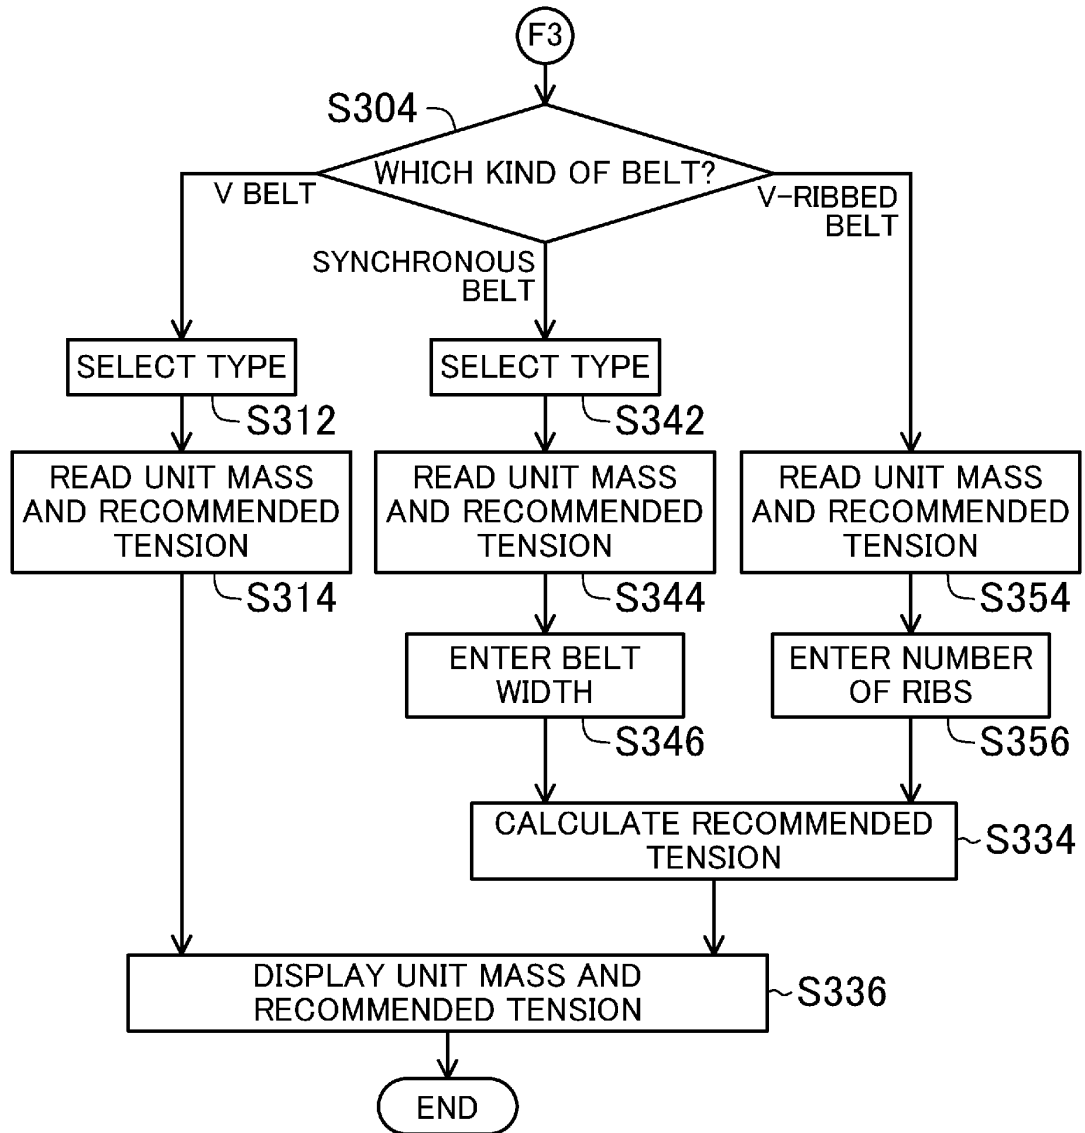 F3
S304
WHICH KIND OF BELT?
V BELT
V-RIBBED
BELT
SYNCHRONOUS
BELT
SELECT TYPE
S312
SELECT TYPE
S342
READ UNIT MASS
AND RECOMMENDED
TENSION
S314
READ UNIT MASS
AND RECOMMENDED
TENSION
S344
READ UNIT MASS
AND RECOMMENDED
TENSION
S354
ENTER BELT
WIDTH
S346
ENTER NUMBER
OF RIBS
S356
CALCULATE RECOMMENDED
TENSION
S334
DISPLAY UNIT MASS AND
RECOMMENDED TENSION
S336
END